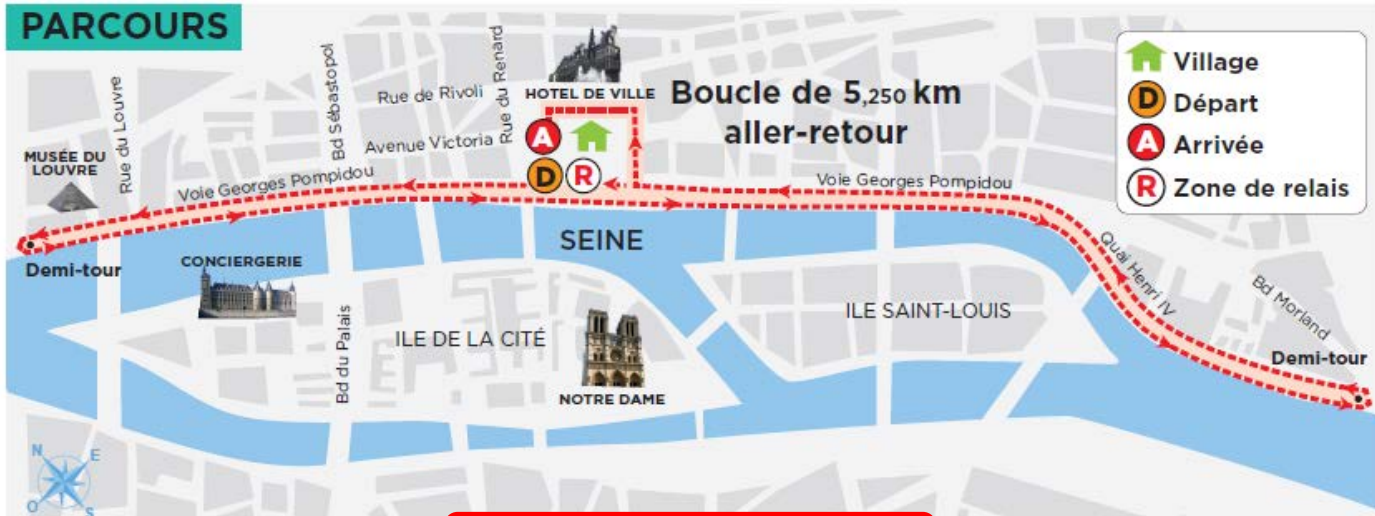 PARCOURS
Rue du Louvre
Bd Sébastopol
Rue de Rivoli
Rue du Renard
HOTEL DE VILLE
Boucle de 5,250 km
aller-retour
Village
D Départ
A Arrivée
R Zone de relais
MUSÉE DU
LOUVRE
Avenue Victoria
A
D R
Voie Georges Pompidou
Voie Georges Pompidou
Demi-tour
CONCIERGERIE
SEINE
Quai Henri IV
Bd Morland
Bd du Palais
ILE DE LA CITÉ
ILE SAINT-LOUIS
Demi-tour
NOTRE DAME
N E
O S